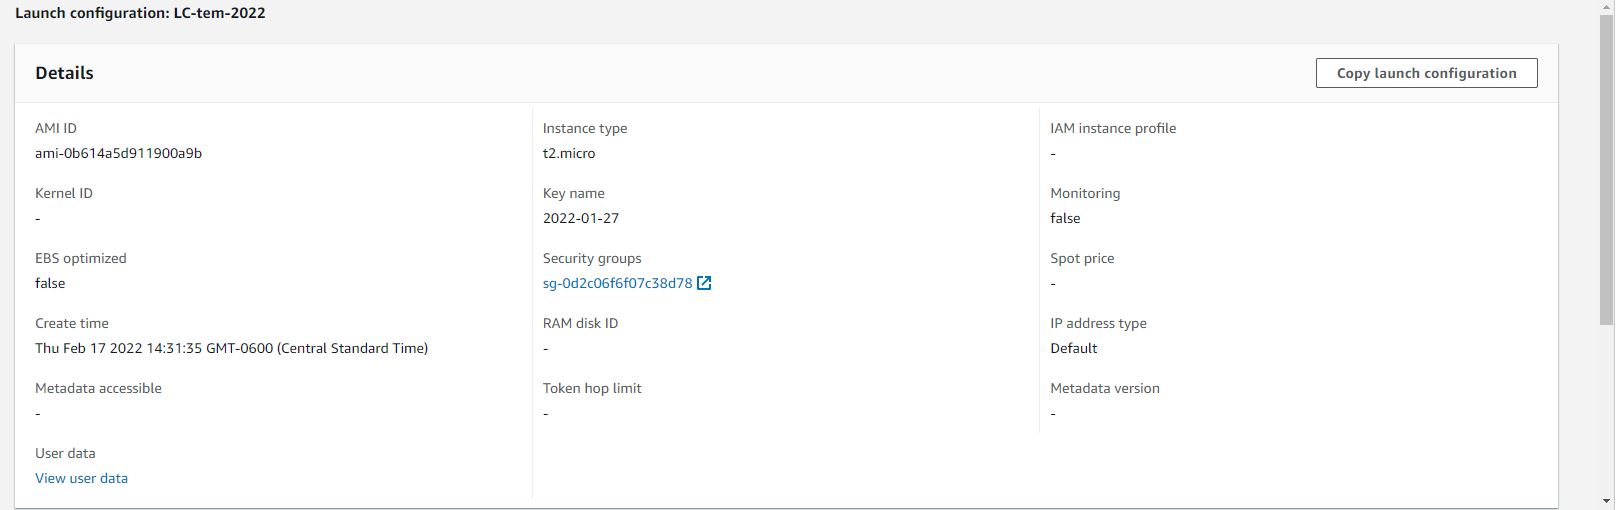 Launch configuration: LC-tem-2022
Details
Copy launch configuration
AMI ID
ami-0b614a5d911900a9b
Instance type
t2.micro
IAM instance profile
-
Kernel ID
-
Key name
2022-01-27
Monitoring
false
EBS optimized
false
Security groups
sg-0d2c06f6f07c38d78
Spot price
-
Create time
Thu Feb 17 2022 14:31:35 GMT-0600 (Central Standard Time)
RAM disk ID
-
IP address type
Default
Metadata accessible
-
Token hop limit
-
Metadata version
-
User data
View user data